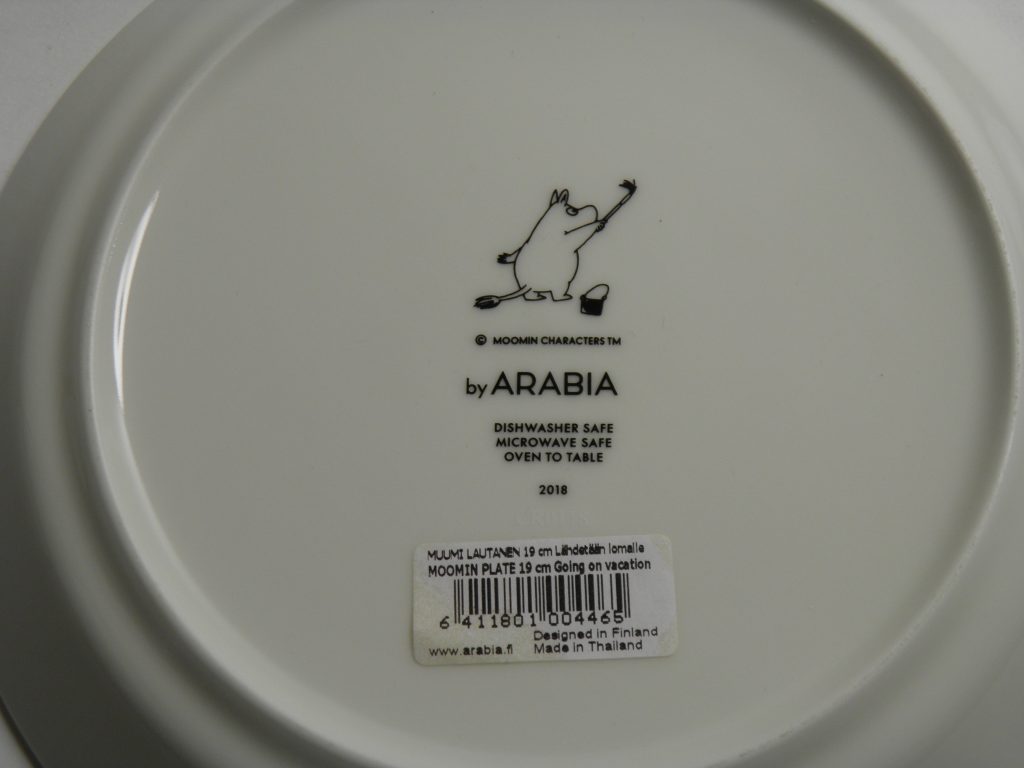 © MOOMIN CHARACTERS TM
by ARABIA
DISHWASHER SAFE
MICROWAVE SAFE
OVEN TO TABLE
2018
MUUMI LAUTANEN 19 cm Lähdetään lomalle
MOOMIN PLATE 19 cm Going on vacation
6 411801 004465
Designed in Finland
www.arabia.fi Made in Thailand